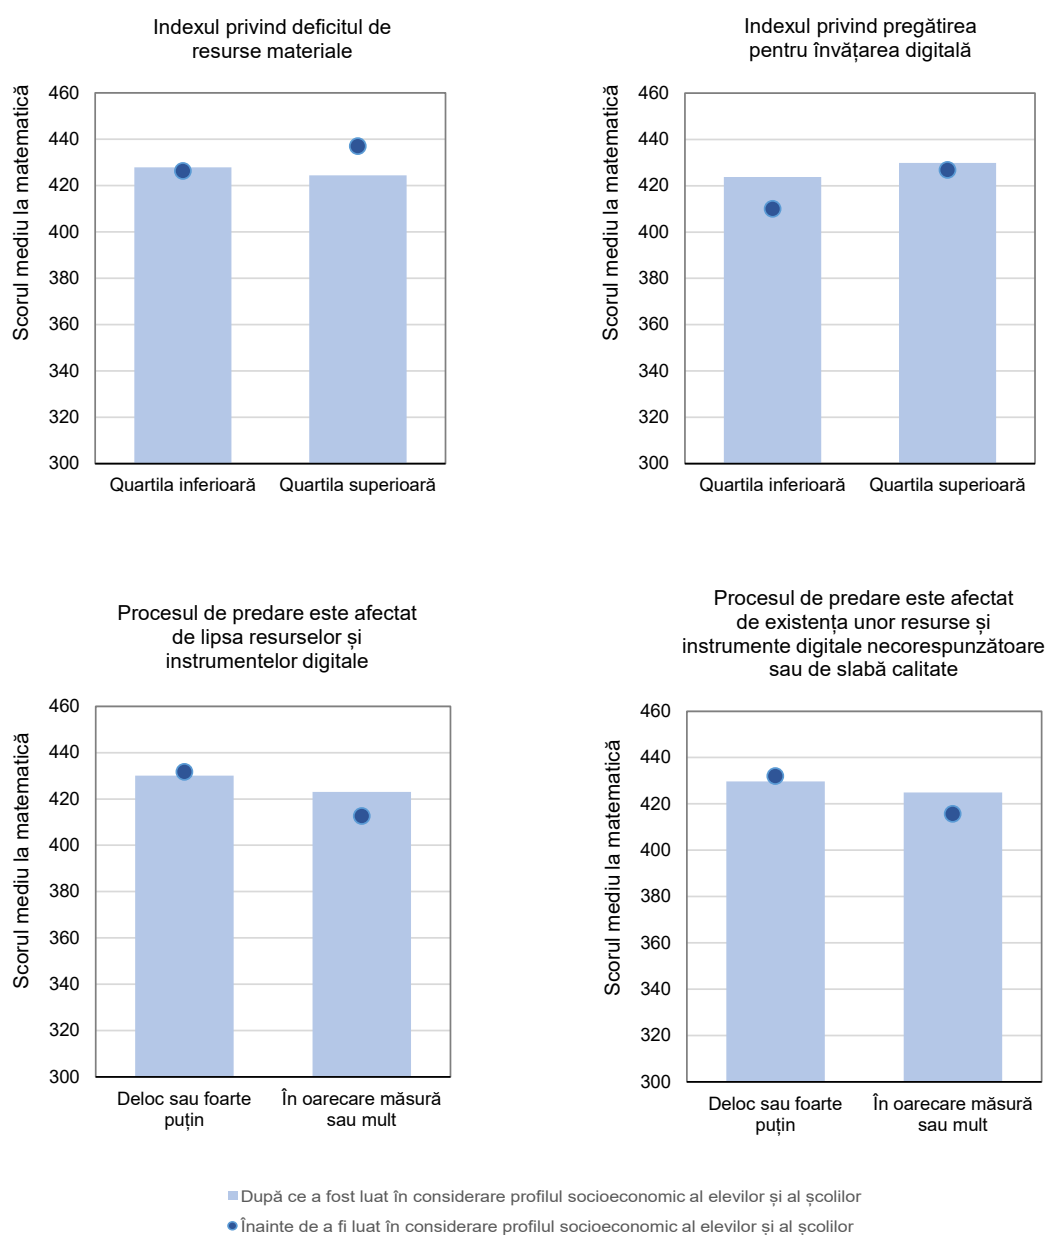 Indexul privind deficitul de
resurse materiale
Scorul mediu la matematică
460
440
420
400
380
360
340
320
300
Quartila inferioară
Quartila superioară
Indexul privind pregătirea
pentru învățarea digitală
Scorul mediu la matematică
460
440
420
400
380
360
340
320
300
Quartila inferioară
Quartila superioară
Procesul de predare este afectat
de lipsa resurselor și
instrumentelor digitale
Scorul mediu la matematică
460
440
420
400
380
360
340
320
300
Deloc sau foarte
puțin
În oarecare măsură
sau mult
Procesul de predare este afectat
de existența unor resurse și
instrumente digitale necorespunzătoare
sau de slabă calitate
Scorul mediu la matematică
460
440
420
400
380
360
340
320
300
Deloc sau foarte
puțin
În oarecare măsură
sau mult
După ce a fost luat în considerare profilul socioeconomic al elevilor și al școlilor
Înainte de a fi luat în considerare profilul socioeconomic al elevilor și al școlilor